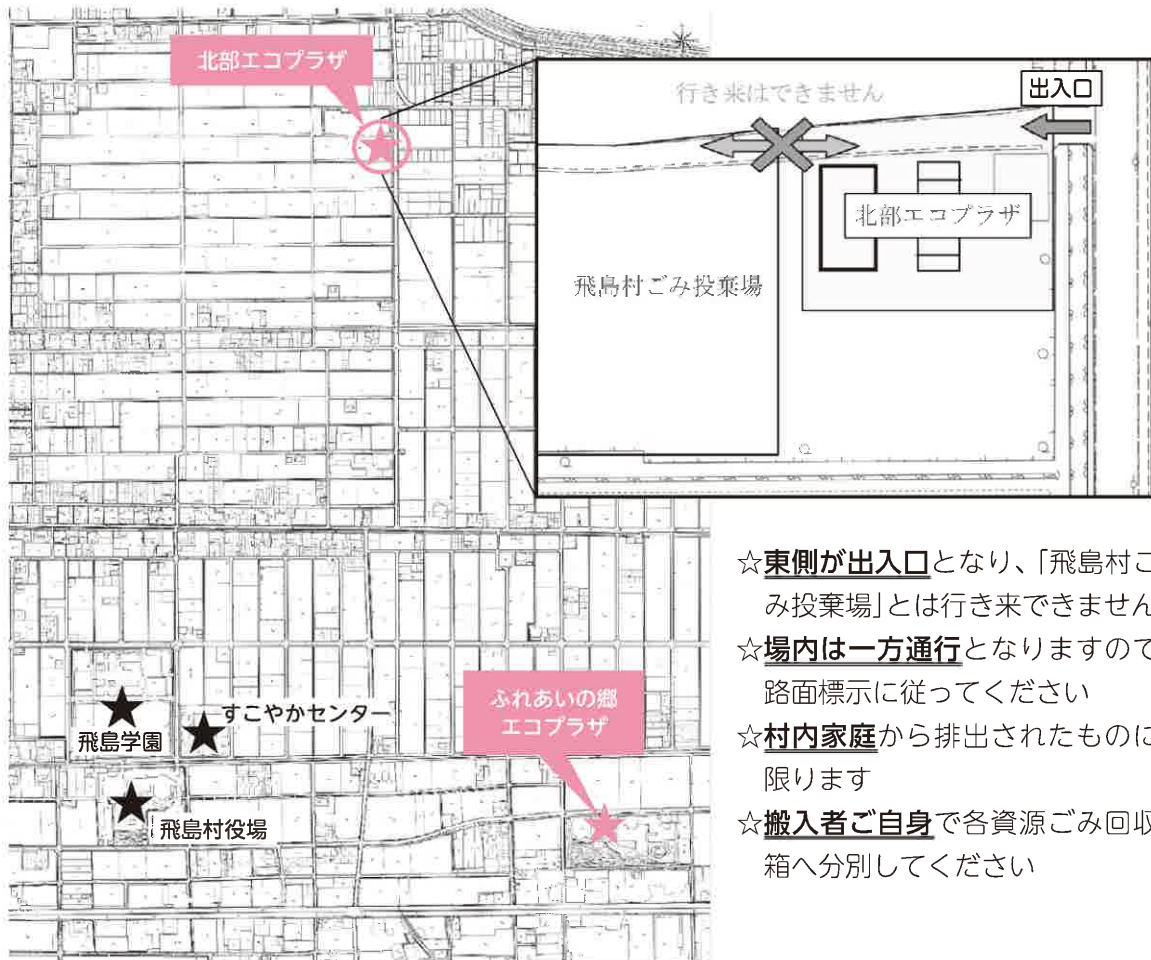 北部エコプラザ
行き来はできません
出入口
北部エコプラザ
飛島村ごみ投棄場
☆東側が出入口となり、「飛島村ご
み投棄場」とは行き来できません
☆場内は一方通行となりますので
路面標示に従ってください
☆村内家庭から排出されたものに
限ります
☆搬入者ご自身で各資源ごみ回収
箱へ分別してください
ふれあいの郷
エコプラザ
すこやかセンター
飛島学園
飛島村役場